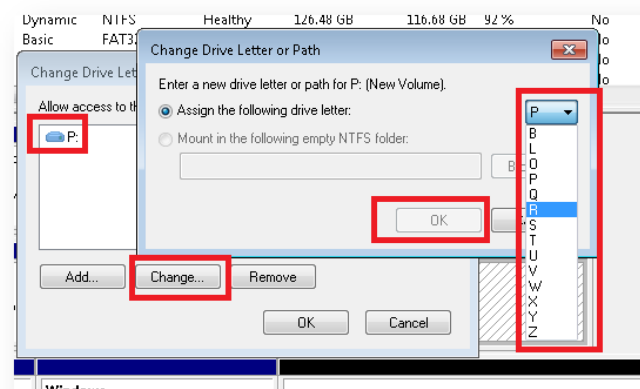 Dynamic NTFS Healthy 126.48 GB 116.68 GB 92 % No
Basic
Change Drive Letter or Path
Enter a new drive letter or path for P: (New Volume).
Change Drive Let
Assign the following drive letter:
P
Allow access to th
Mount in the following empty NTFS folder:
P:
B
L
O
P
Q
R
S
T
U
V
W
X
Y
Z
OK
Add...
Change...
Remove
OK
Cancel